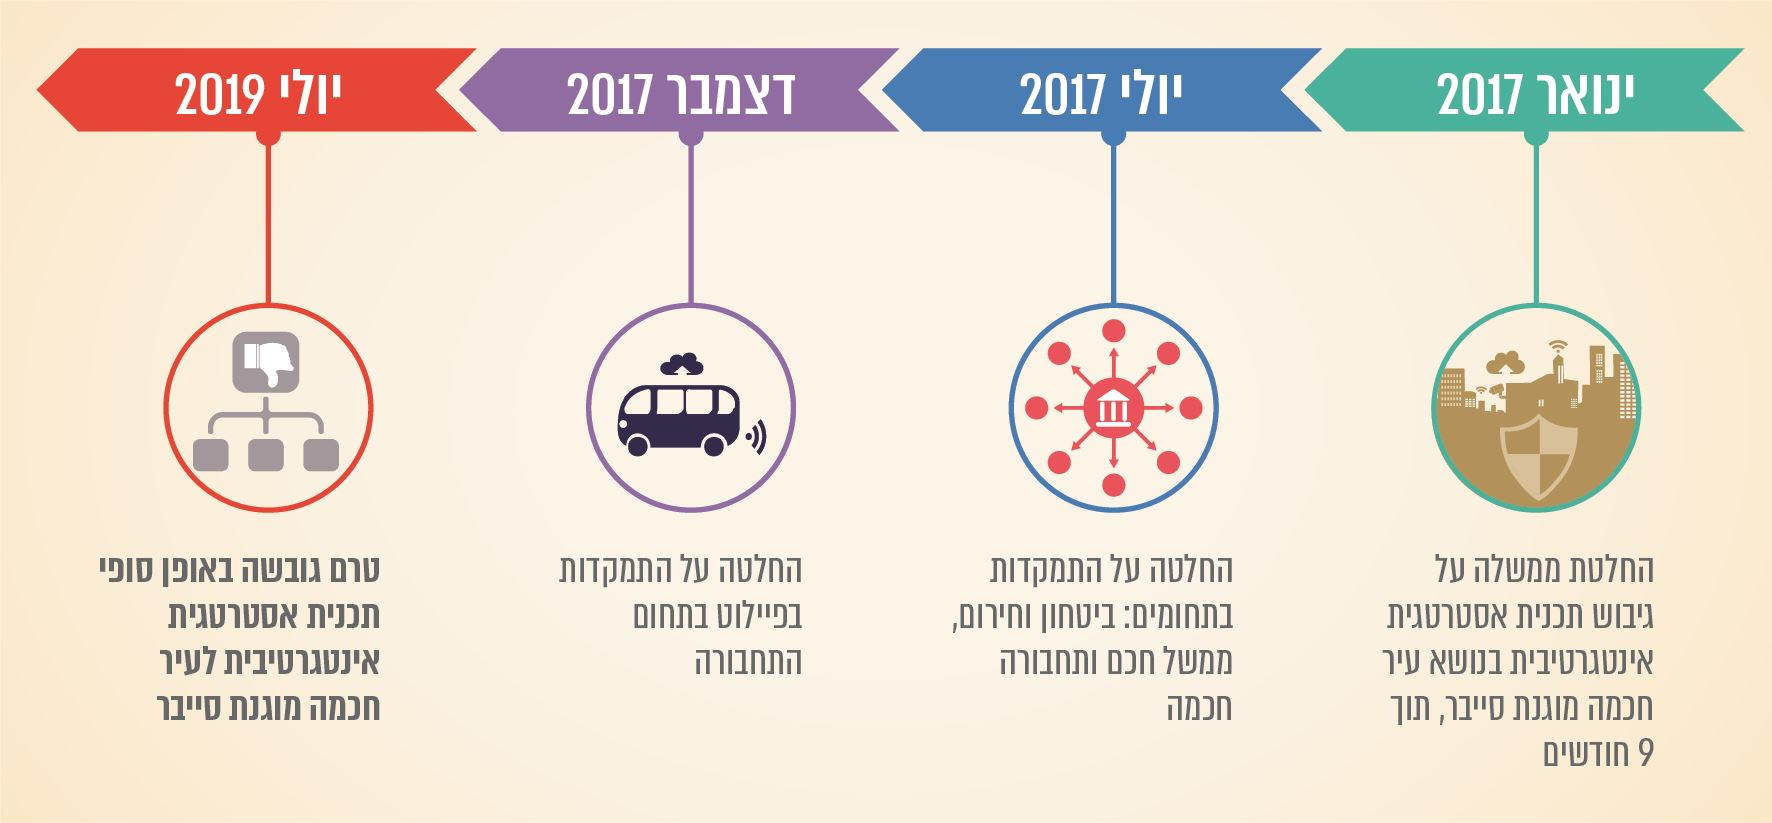 ינואר 2017
החלטת ממשלה על
גיבוש תכנית אסטרטגית
אינטגרטיבית בנושא עיר
חכמה מוגנת סייבר, תוך
9 חודשים
יולי 2017
החלטה על התמקדות
בתחומים: ביטחון וחירום,
ממשל חכם ותחבורה
חכמה
דצמבר 2017
החלטה על התמקדות
בפיילוט בתחום
התחבורה
יולי 2019
טרם גובשה באופן סופי
תכנית אסטרטגית
אינטגרטיבית לעיר
חכמה מוגנת סייבר